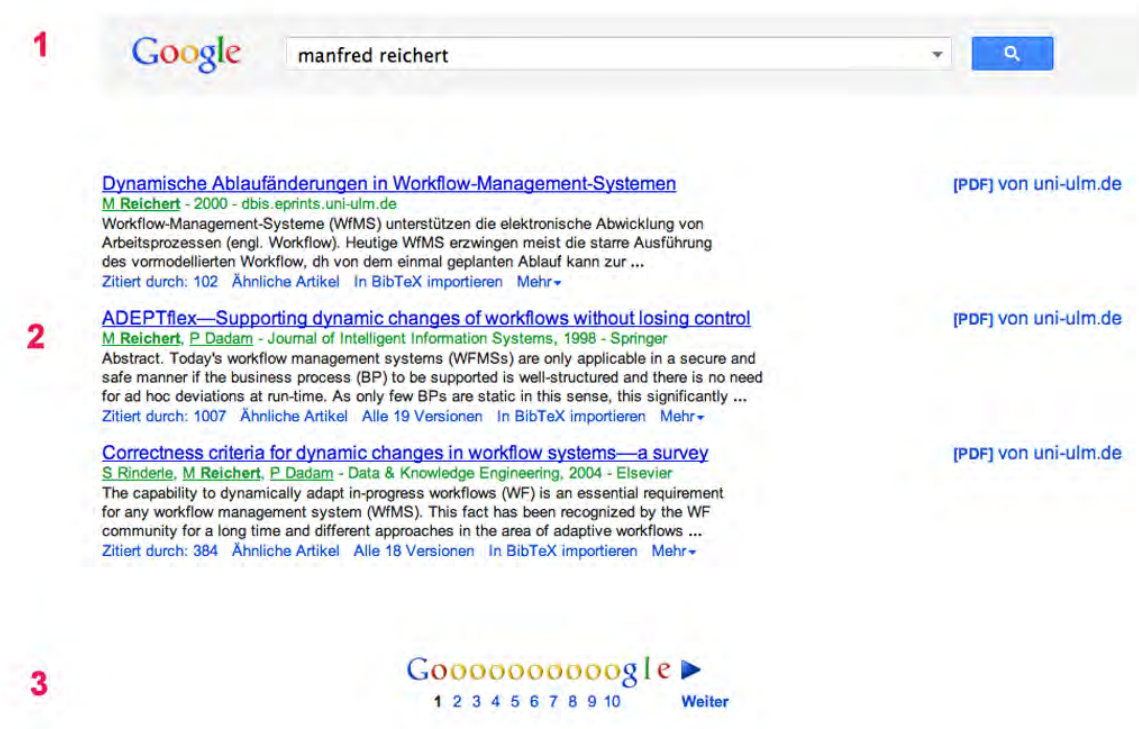 1
Google manfred reichert
Dynamische Ablaufänderungen in Workflow-Management-Systemen [PDF] von uni-ulm.de
M Reichert - 2000 - dbis.eprints.uni-ulm.de
Workflow-Management-Systeme (WfMS) unterstützen die elektronische Abwicklung von
Arbeitsprozessen (engl. Workflow). Heutige WfMS erzwingen meist die starre Ausführung
des vormodellierten Workflow, dh von dem einmal geplanten Ablauf kann zur ...
Zitiert durch: 102 Ähnliche Artikel In BibTeX importieren Mehr
2
ADEPTflex—Supporting dynamic changes of workflows without losing control [PDF] von uni-ulm.de
M Reichert, P Dadam - Journal of Intelligent Information Systems, 1998 - Springer
Abstract. Today's workflow management systems (WFMSs) are only applicable in a secure and
safe manner if the business process (BP) to be supported is well-structured and there is no need
for ad hoc deviations at run-time. As only few BPs are static in this sense, this significantly ...
Zitiert durch: 1007 Ähnliche Artikel Alle 19 Versionen In BibTeX importieren Mehr
Correctness criteria for dynamic changes in workflow systems—a survey [PDF] von uni-ulm.de
S Rinderle, M Reichert, P Dadam - Data & Knowledge Engineering, 2004 - Elsevier
The capability to dynamically adapt in-progress workflows (WF) is an essential requirement
for any workflow management system (WfMS). This fact has been recognized by the WF
community for a long time and different approaches in the area of adaptive workflows ...
Zitiert durch: 384 Ähnliche Artikel Alle 18 Versionen In BibTeX importieren Mehr
3
Goooooooooogle
1 2 3 4 5 6 7 8 9 10 Weiter